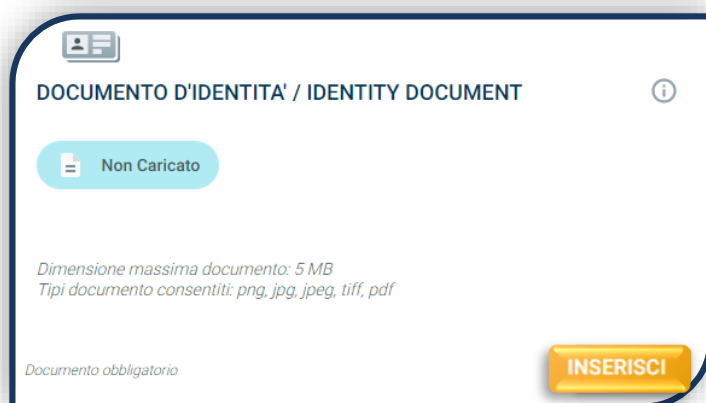 DOCUMENTO D'IDENTITA' / IDENTITY DOCUMENT
Non Caricato
Dimensione massima documento: 5 MB
Tipi documento consentiti: png, jpg, jpeg, tiff, pdf
Documento obbligatorio
INSERISCI